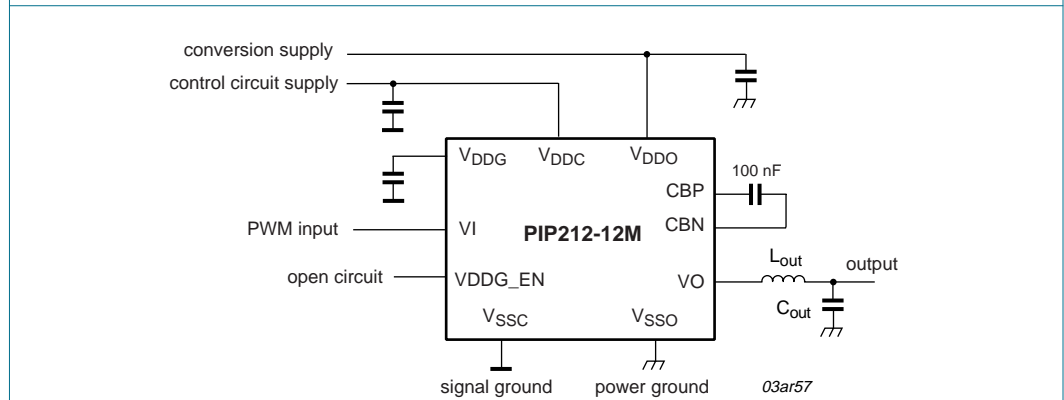 conversion supply
control circuit supply
VDDG VDDC VDDO
100 nF
CBP
PWM input VI PIP212-12M CBN
Lout output
open circuit VDDG_EN VO
Cout
VSSC VSSO
signal ground power ground 03ar57